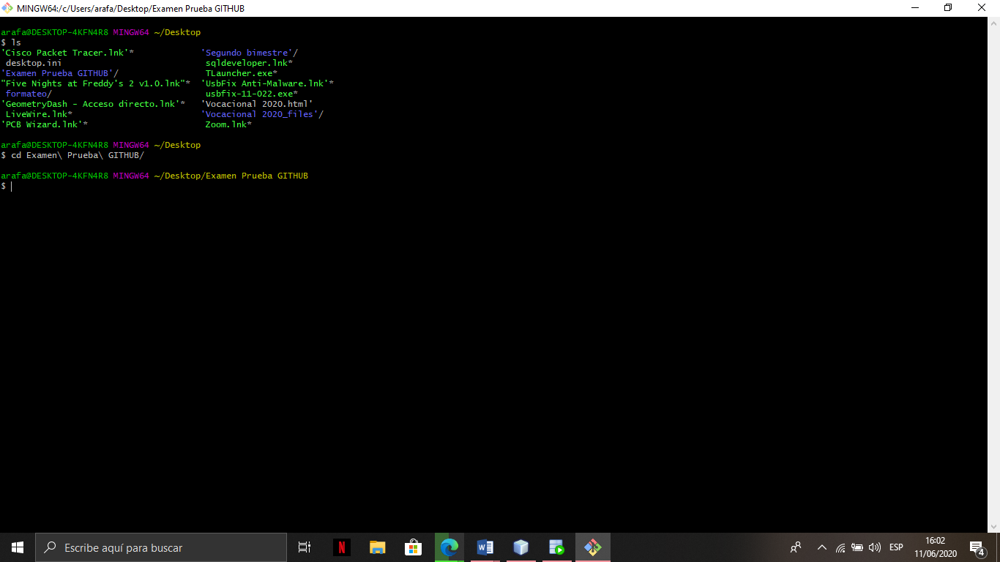 MINGW64:/c/Users/arafa/Desktop/Examen Prueba GITHUB
arafa@DESKTOP-4KFN4R8 MINGW64 ~/Desktop
$ ls
'Cisco Packet Tracer.lnk'*             'Segundo bimestre'/
 desktop.ini                            sqldeveloper.lnk*
'Examen Prueba GITHUB'/                 TLauncher.exe*
"Five Nights at Freddy's 2 v1.0.lnk"*  'UsbFix Anti-Malware.lnk'*
 formateo/                              usbfix-11-022.exe*
'GeometryDash - Acceso directo.lnk'*   'Vocacional 2020.html'
 LiveWire.lnk*                         'Vocacional 2020_files'/
'PCB Wizard.lnk'*                       Zoom.lnk*
arafa@DESKTOP-4KFN4R8 MINGW64 ~/Desktop
$ cd Examen\ Prueba\ GITHUB/
arafa@DESKTOP-4KFN4R8 MINGW64 ~/Desktop/Examen Prueba GITHUB
$
Escribe aquí para buscar
N
W
ESP
16:02
11/06/2020
4